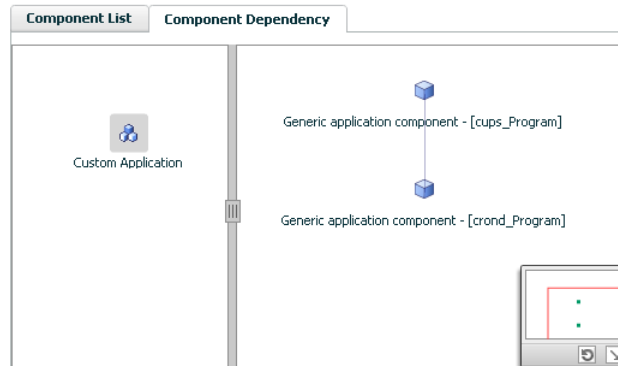 Component List
Component Dependency
Custom Application
Generic application component - [cups_Program]
Generic application component - [crond_Program]